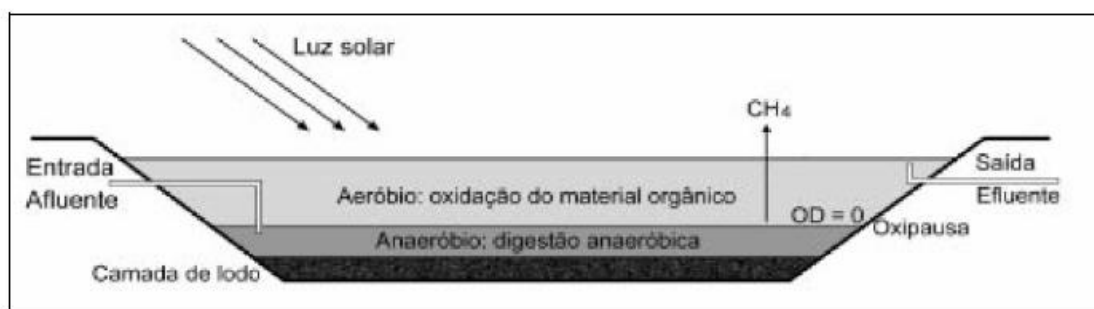 Luz solar
CH4
Entrada
Afluente
Saída
Efluente
Aeróbio: oxidação do material orgânico
OD = 0
Oxipausa
Anaeróbio: digestão anaeróbica
Camada de lodo